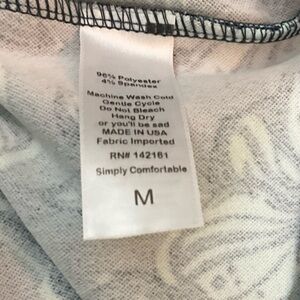 96% Polyester
4% Spandex
Machine Wash Cold
Gentle Cycle
Do Not Bleach
Hang Dry
or you'll be sad
MADE IN USA
Fabric Imported
RN# 142161
Simply Comfortable
M